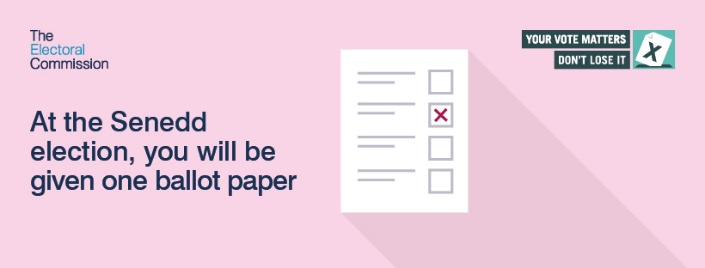 The
Electoral
Commission
YOUR VOTE MATTERS
DON'T LOSE IT
X
At the Senedd
election, you will be
given one ballot paper